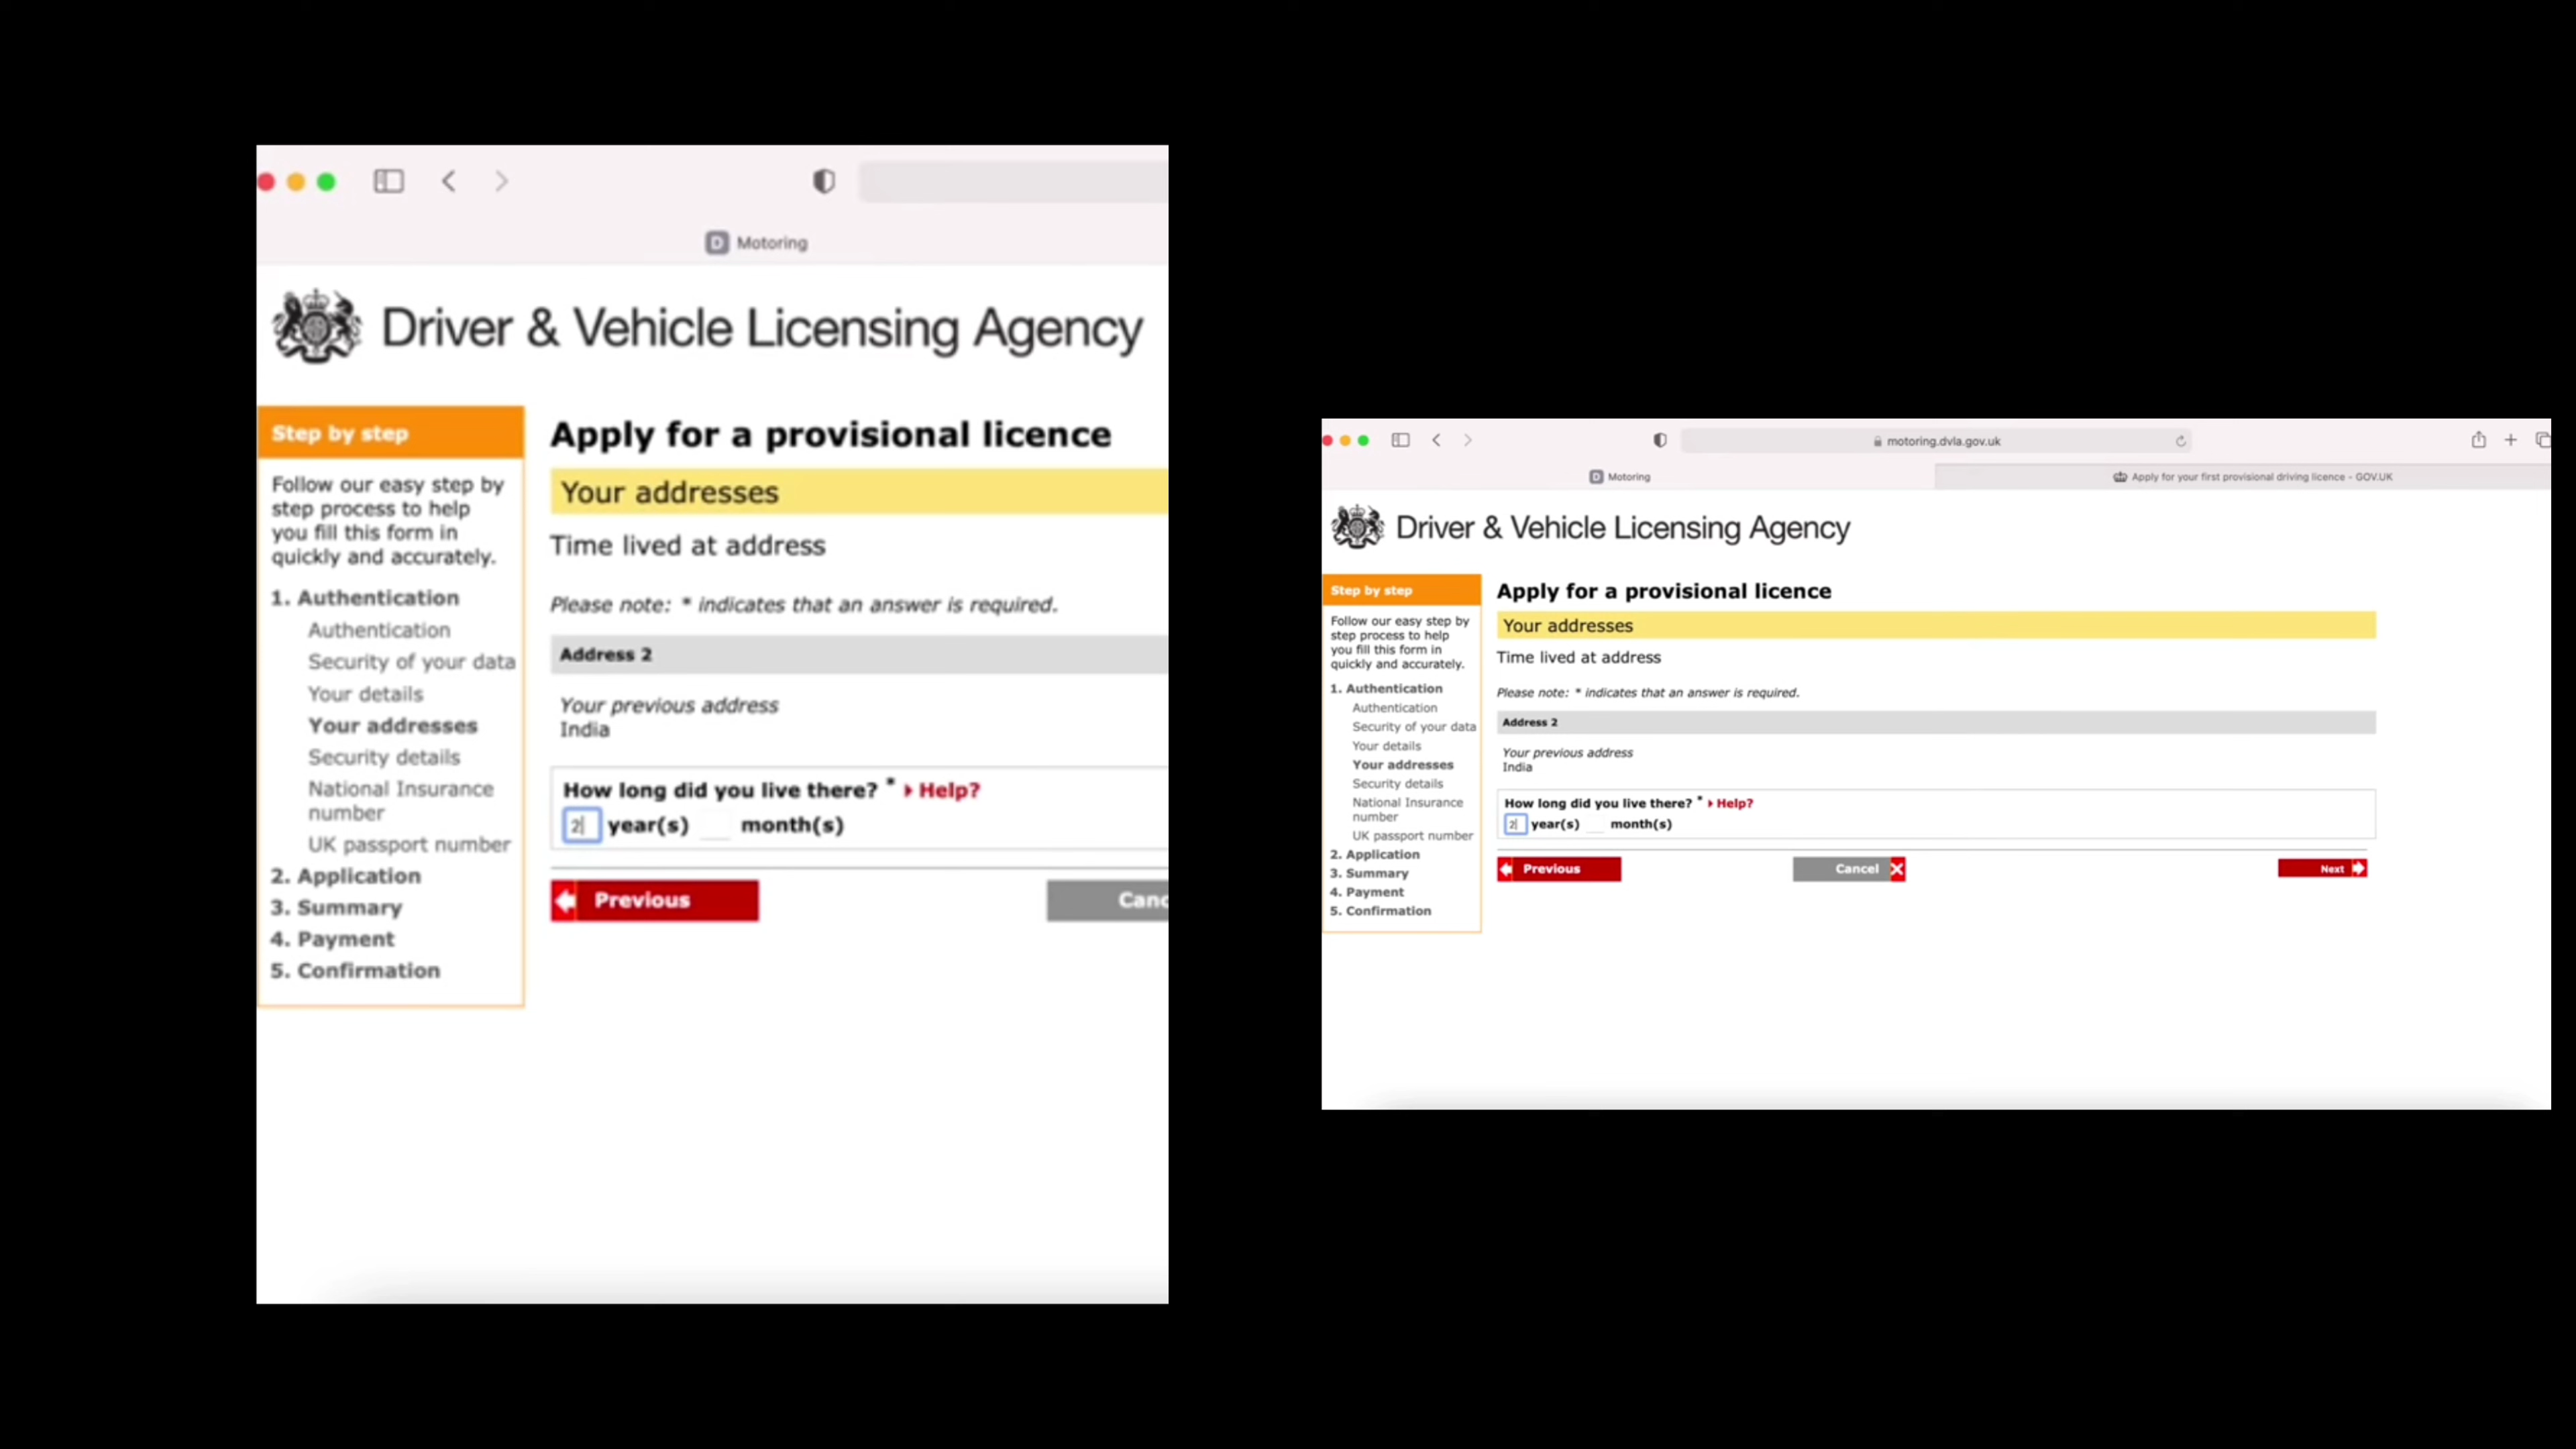 Motoring
Driver & Vehicle Licensing Agency
Step by step
Follow our easy step by
step process to help
you fill this form in
quickly and accurately.
1. Authentication
Authentication
Security of your data
Your details
Your addresses
Security details
National Insurance
number
UK passport number
2. Application
3. Summary
4. Payment
5. Confirmation
Apply for a provisional licence
Your addresses
Time lived at address
Please note: * indicates that an answer is required.
Address 2
Your previous address
India
How long did you live there? * Help?
2 year(s) month(s)
Previous
Canc
motoring.dvla.gov.uk
Motoring
Apply for your first provisional driving licence - GOV.UK
Driver & Vehicle Licensing Agency
Step by step
Follow our easy step by
step process to help
you fill this form in
quickly and accurately.
1. Authentication
Authentication
Security of your data
Your details
Your addresses
Security details
National Insurance
number
UK passport number
2. Application
3. Summary
4. Payment
5. Confirmation
Apply for a provisional licence
Your addresses
Time lived at address
Please note: * indicates that an answer is required.
Address 2
Your previous address
India
How long did you live there? * Help?
2 year(s) month(s)
Previous
Cancel
Next